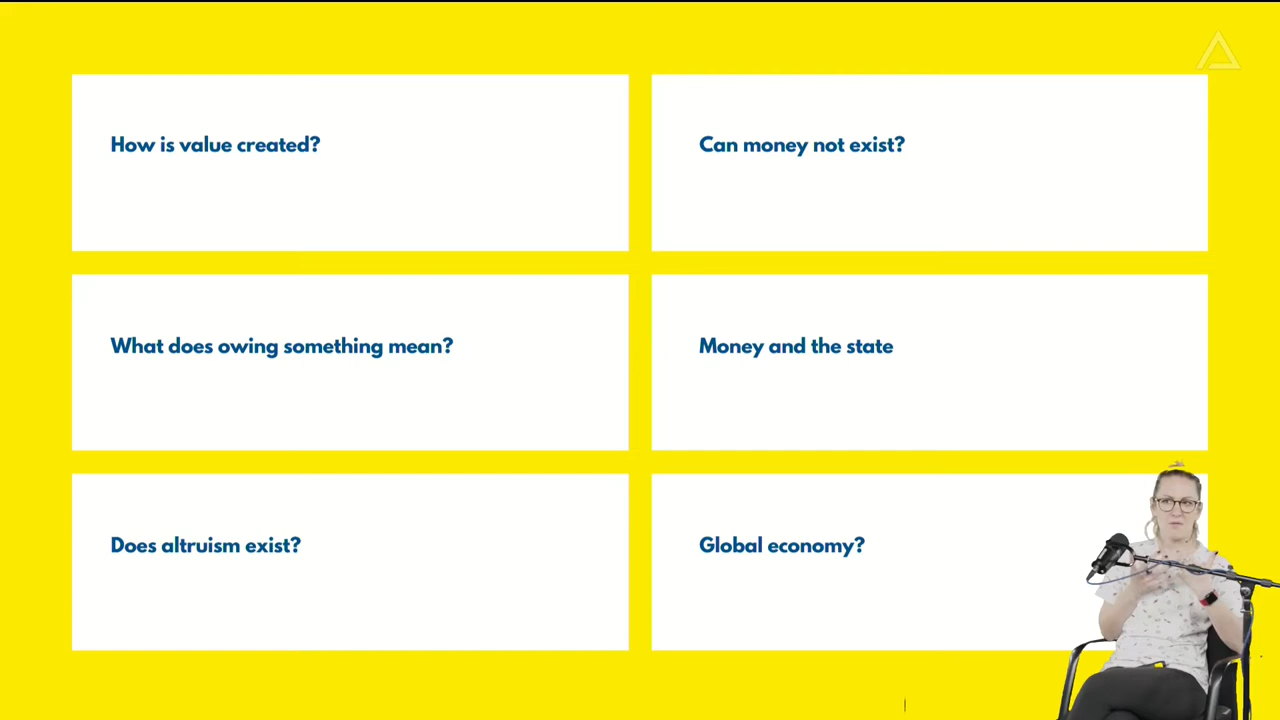 How is value created?
Can money not exist?
What does owing something mean?
Money and the state
Does altruism exist?
Global economy?